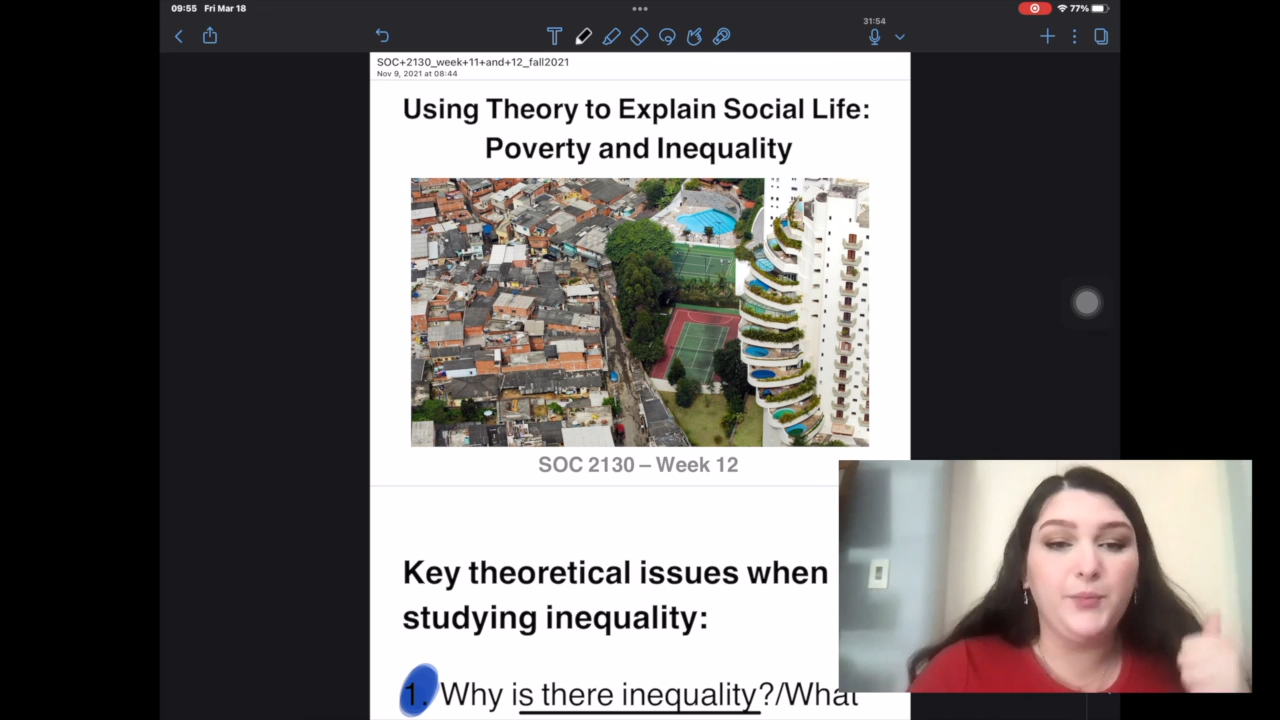 09:55 Fri Mar 18
77%
31:54
SOC+2130_week+11+and+12_fall2021
Nov 9, 2021 at 08:44
Using Theory to Explain Social Life:
Poverty and Inequality
SOC 2130 – Week 12
Key theoretical issues when
studying inequality:
1. Why is there inequality?/What